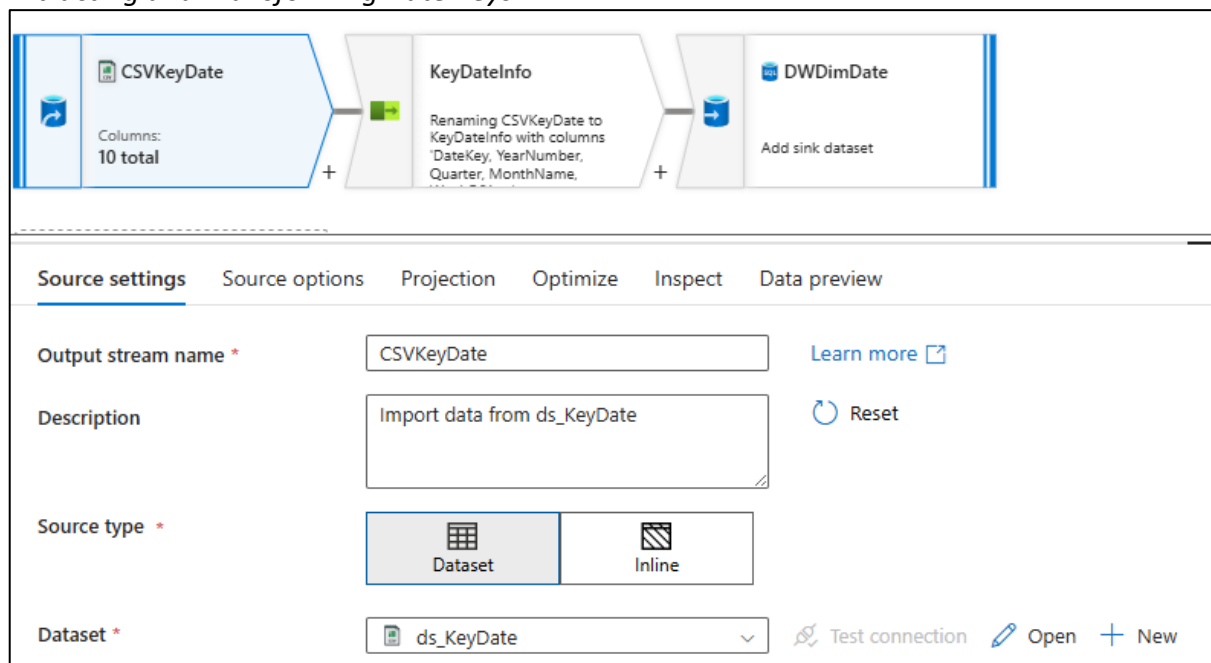 CSVKeyDate
Columns:
10 total
+
KeyDateInfo
Renaming CSVKeyDate to
KeyDateInfo with columns
'DateKey, YearNumber,
Quarter, MonthName,
+
DWDimDate
Add sink dataset
Source settings Source options Projection Optimize Inspect Data preview
Output stream name * CSVKeyDate Learn more
Description Import data from ds_KeyDate Reset
Source type * Dataset Inline
Dataset * ds_KeyDate Test connection Open + New